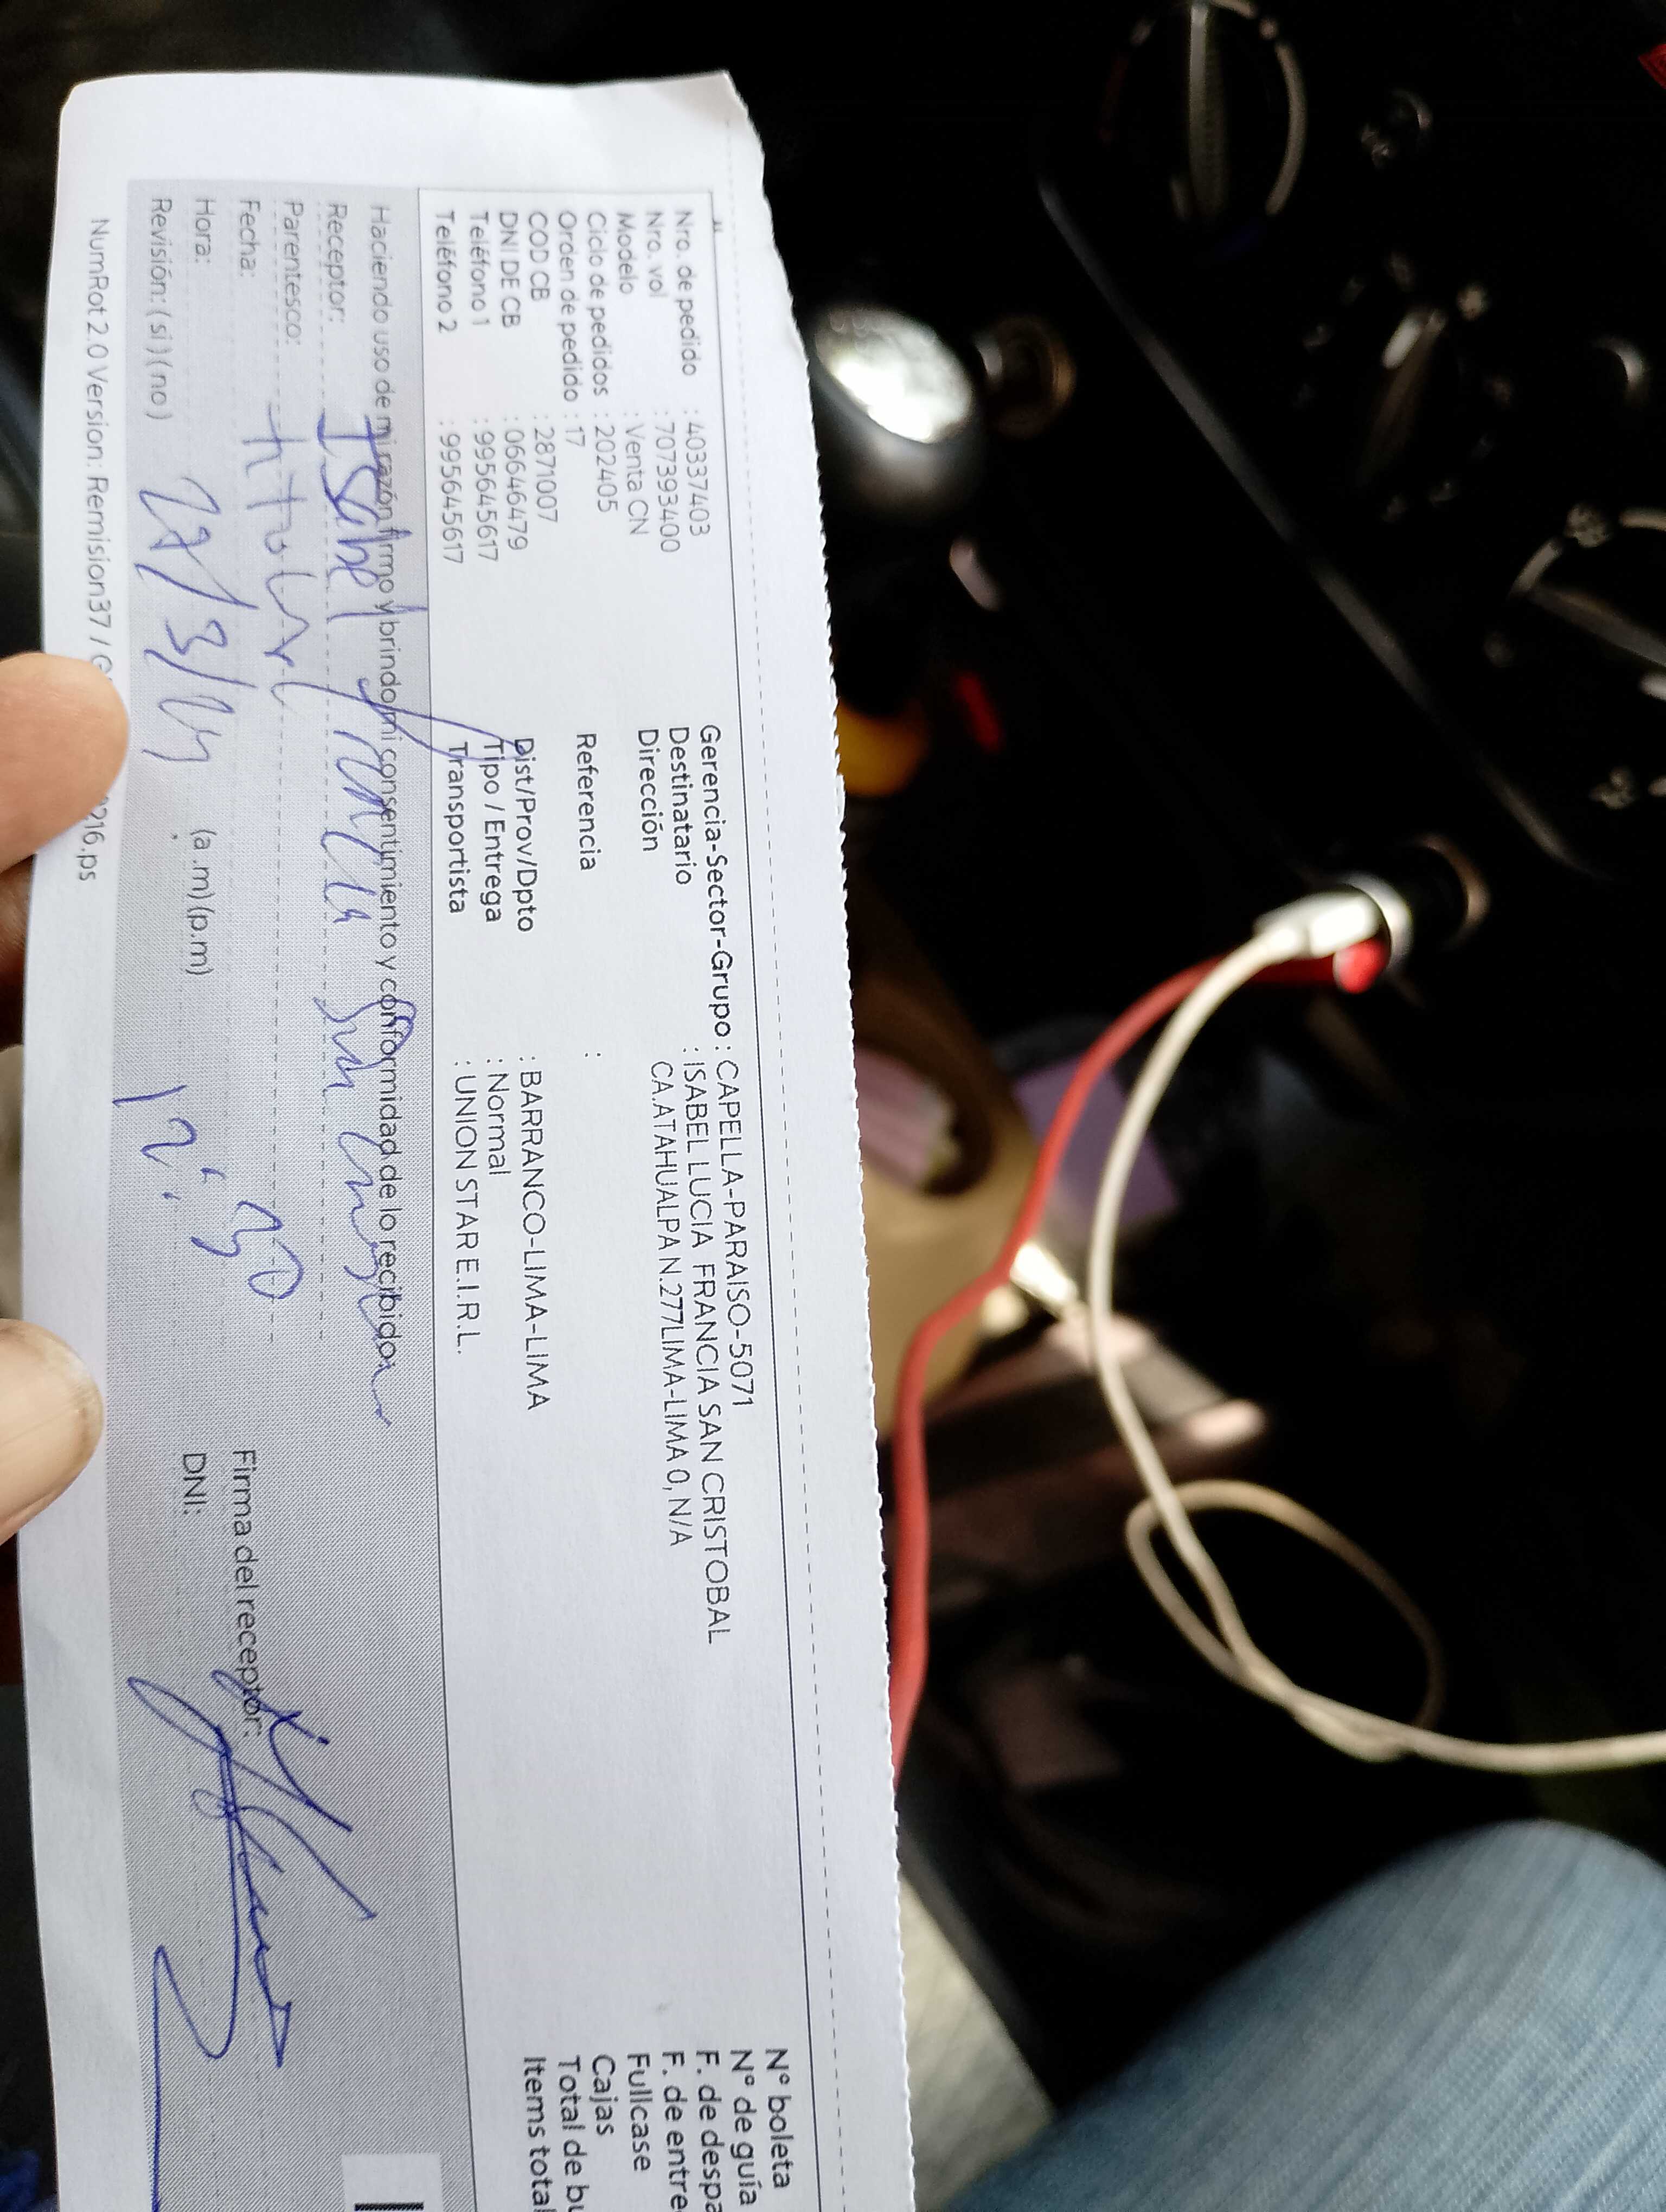 Nro. de pedido : 40337403
Nro. vol : 707393400
Modelo : Venta CN
Ciclo de pedidos : 202405
Orden de pedido : 17
COD CB : 2871007
DNI DE CB : 06646479
Teléfono 1 : 995645617
Teléfono 2 : 995645617
Gerencia-Sector-Grupo : CAPELLA-PARAISO-5071
Destinatario : ISABEL LUCIA FRANCIA SAN CRISTOBAL
Dirección CA.ATAHUALPA N.277LIMA-LIMA 0, N/A
Referencia :
Dist/Prov/Dpto : BARRANCO-LIMA-LIMA
Tipo / Entrega : Normal
Transportista : UNION STAR E.I.R.L.
N° boleta
N° de guía
F. de despa
F. de entre
Fullcase
Cajas
Total de bu
Items total
Haciendo uso de mi razón firmo y brindo mi consentimiento y conformidad de lo recibido
Receptor: Isabel Francia San
Parentesco: titular
Fecha: 27/3/24
Hora: (a.m)(p.m) 12:30
Revisión: (si)(no)
Firma del receptor:
DNI:
NumRot 2.0 Version: Remision37 / 216.ps